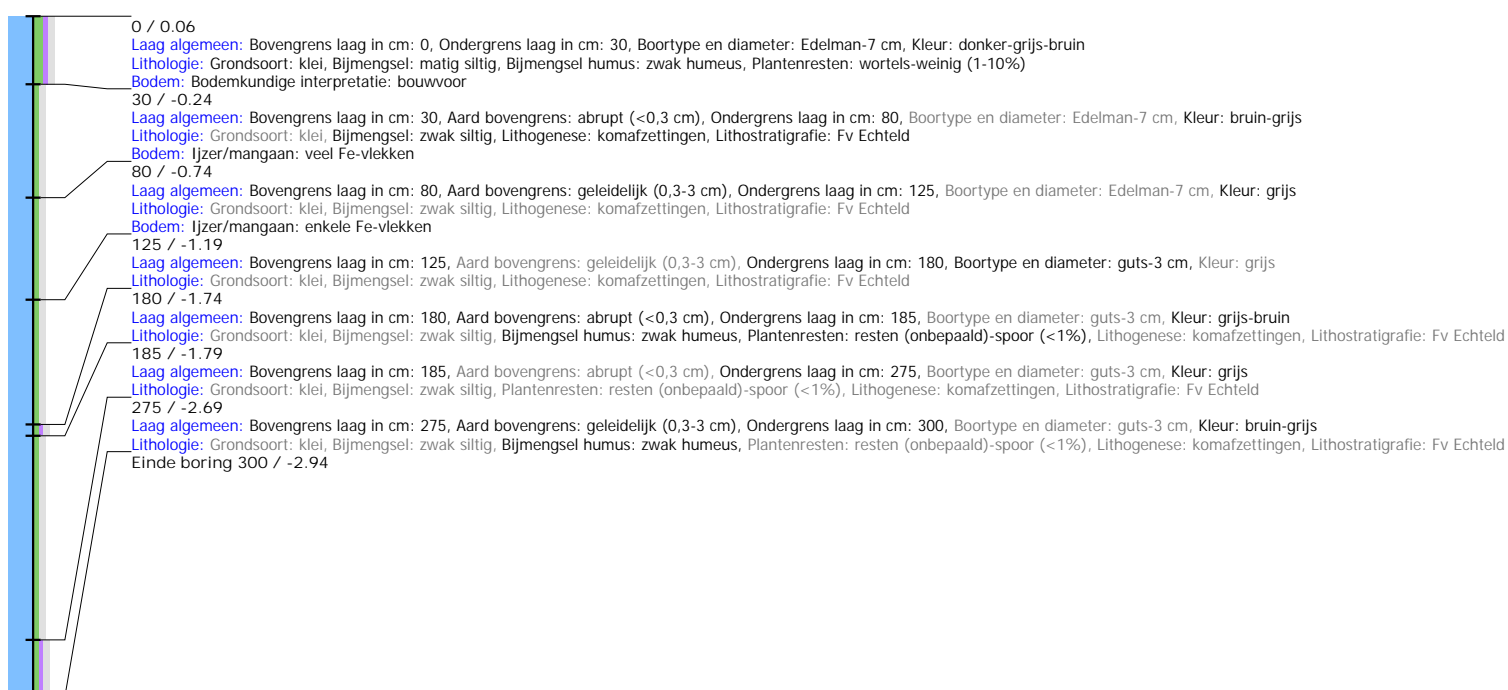 0 / 0.06
Laag algemeen: Bovengrens laag in cm: 0, Ondergrens laag in cm: 30, Boortype en diameter: Edelman-7 cm, Kleur: donker-grijs-bruin
Lithologie: Grondsoort: klei, Bijmengsel: matig siltig, Bijmengsel humus: zwak humeus, Plantenresten: wortels-weinig (1-10%)
Bodem: Bodemkundige interpretatie: bouwvoor
30 / -0.24
Laag algemeen: Bovengrens laag in cm: 30, Aard bovengrens: abrupt (<0,3 cm), Ondergrens laag in cm: 80, Boortype en diameter: Edelman-7 cm, Kleur: bruin-grijs
Lithologie: Grondsoort: klei, Bijmengsel: zwak siltig, Lithogenese: komafzettingen, Lithostratigrafie: Fv Echteld
Bodem: Ijzer/mangaan: veel Fe-vlekken
80 / -0.74
Laag algemeen: Bovengrens laag in cm: 80, Aard bovengrens: geleidelijk (0,3-3 cm), Ondergrens laag in cm: 125, Boortype en diameter: Edelman-7 cm, Kleur: grijs
Lithologie: Grondsoort: klei, Bijmengsel: zwak siltig, Lithogenese: komafzettingen, Lithostratigrafie: Fv Echteld
Bodem: Ijzer/mangaan: enkele Fe-vlekken
125 / -1.19
Laag algemeen: Bovengrens laag in cm: 125, Aard bovengrens: geleidelijk (0,3-3 cm), Ondergrens laag in cm: 180, Boortype en diameter: guts-3 cm, Kleur: grijs
Lithologie: Grondsoort: klei, Bijmengsel: zwak siltig, Lithogenese: komafzettingen, Lithostratigrafie: Fv Echteld
180 / -1.74
Laag algemeen: Bovengrens laag in cm: 180, Aard bovengrens: abrupt (<0,3 cm), Ondergrens laag in cm: 185, Boortype en diameter: guts-3 cm, Kleur: grijs-bruin
Lithologie: Grondsoort: klei, Bijmengsel: zwak siltig, Bijmengsel humus: zwak humeus, Plantenresten: resten (onbepaald)-spoor (<1%), Lithogenese: komafzettingen, Lithostratigrafie: Fv Echteld
185 / -1.79
Laag algemeen: Bovengrens laag in cm: 185, Aard bovengrens: abrupt (<0,3 cm), Ondergrens laag in cm: 275, Boortype en diameter: guts-3 cm, Kleur: grijs
Lithologie: Grondsoort: klei, Bijmengsel: zwak siltig, Plantenresten: resten (onbepaald)-spoor (<1%), Lithogenese: komafzettingen, Lithostratigrafie: Fv Echteld
275 / -2.69
Laag algemeen: Bovengrens laag in cm: 275, Aard bovengrens: geleidelijk (0,3-3 cm), Ondergrens laag in cm: 300, Boortype en diameter: guts-3 cm, Kleur: bruin-grijs
Lithologie: Grondsoort: klei, Bijmengsel: zwak siltig, Bijmengsel humus: zwak humeus, Plantenresten: resten (onbepaald)-spoor (<1%), Lithogenese: komafzettingen, Lithostratigrafie: Fv Echteld
Einde boring 300 / -2.94